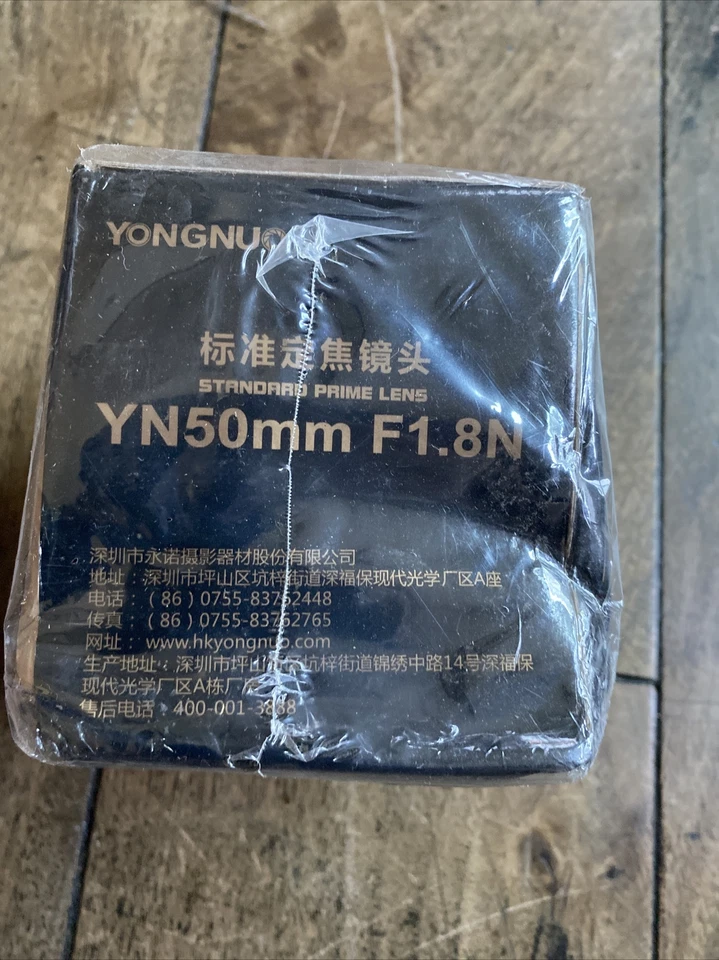 YONGNUO
标准定焦镜头
STANDARD PRIME LENS
YN50mm F1.8N
深圳市永诺摄影器材股份有限公司
地址：深圳市坪山区坑梓街道深福保现代光学厂区A座
电话：（86）0755-83762448
传真：（86）0755-83762765
网址： www.hkyongnuo.com
生产地址：深圳市坪山区坑梓街道锦绣中路14号深福保
现代光学厂区A栋厂房
售后电话：400-001-3888